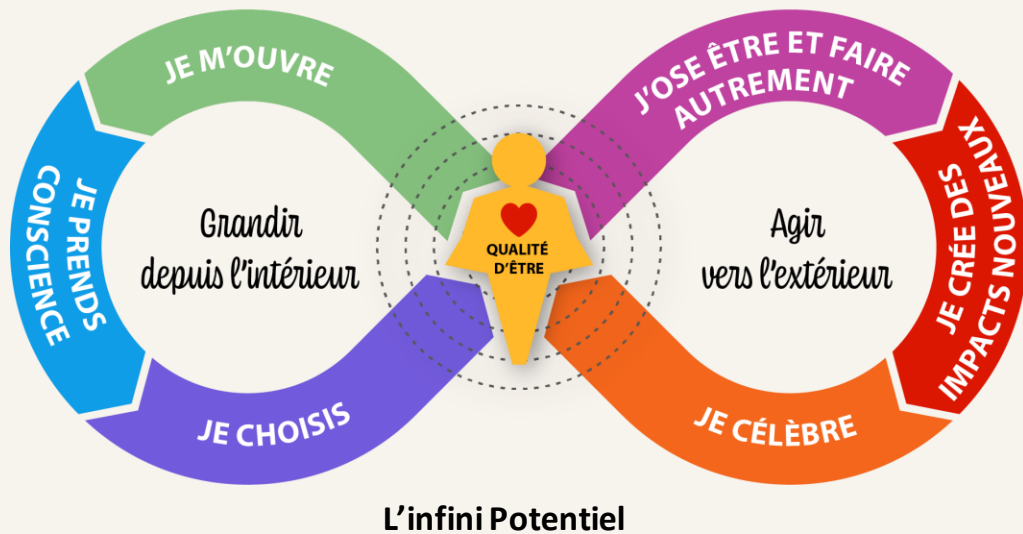 JE M'OUVRE
JE PRENDS
CONSCIENCE
Grandir
depuis l'intérieur
JE CHOISIS
QUALITÉ
D'ÊTRE
J'OSE ÊTRE ET FAIRE
AUTREMENT
JE CRÉE DES
IMPACTS NOUVEAUX
Agir
vers l'extérieur
JE CÉLÈBRE
L'infini Potentiel